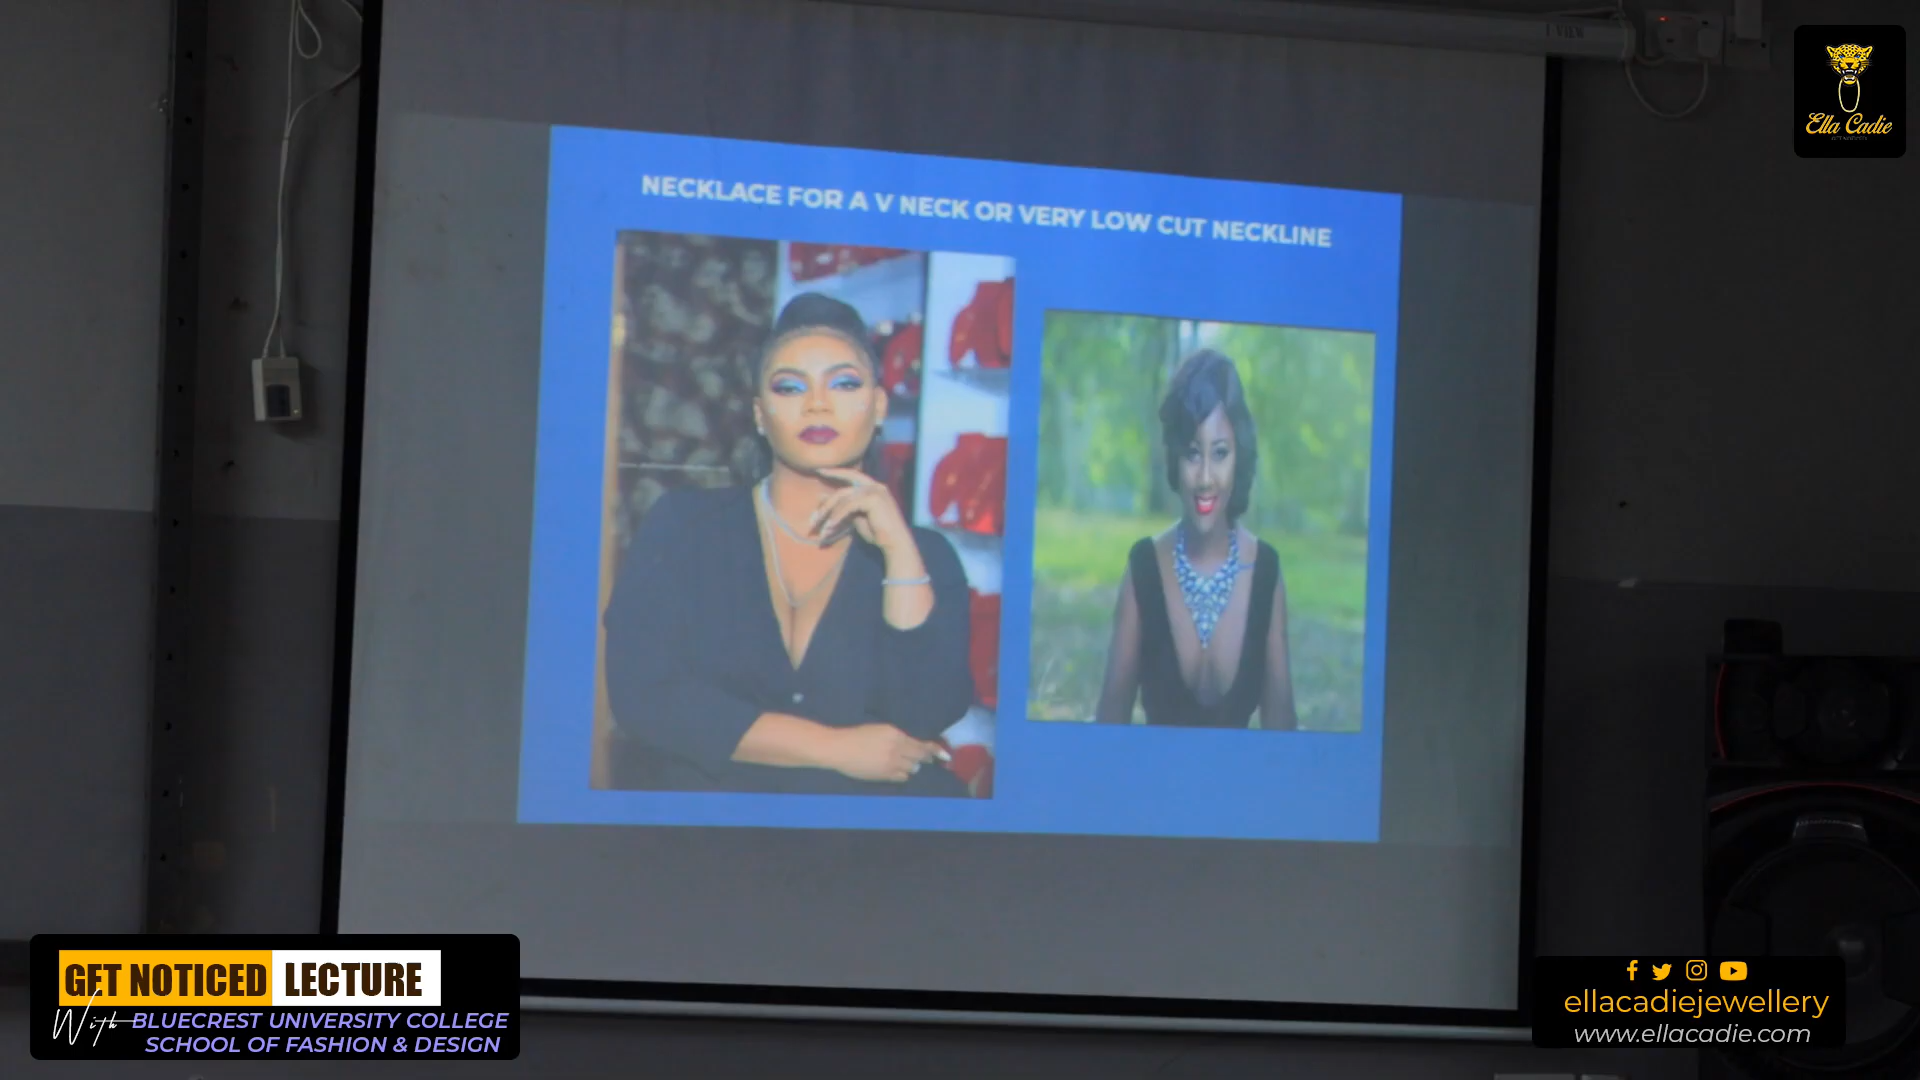 I VIEW
Ella Cadie
NECKLACE FOR A V NECK OR VERY LOW CUT NECKLINE
GET NOTICED LECTURE
With BLUECREST UNIVERSITY COLLEGE
SCHOOL OF FASHION & DESIGN
ellacadiejewellery
www.ellacadie.com